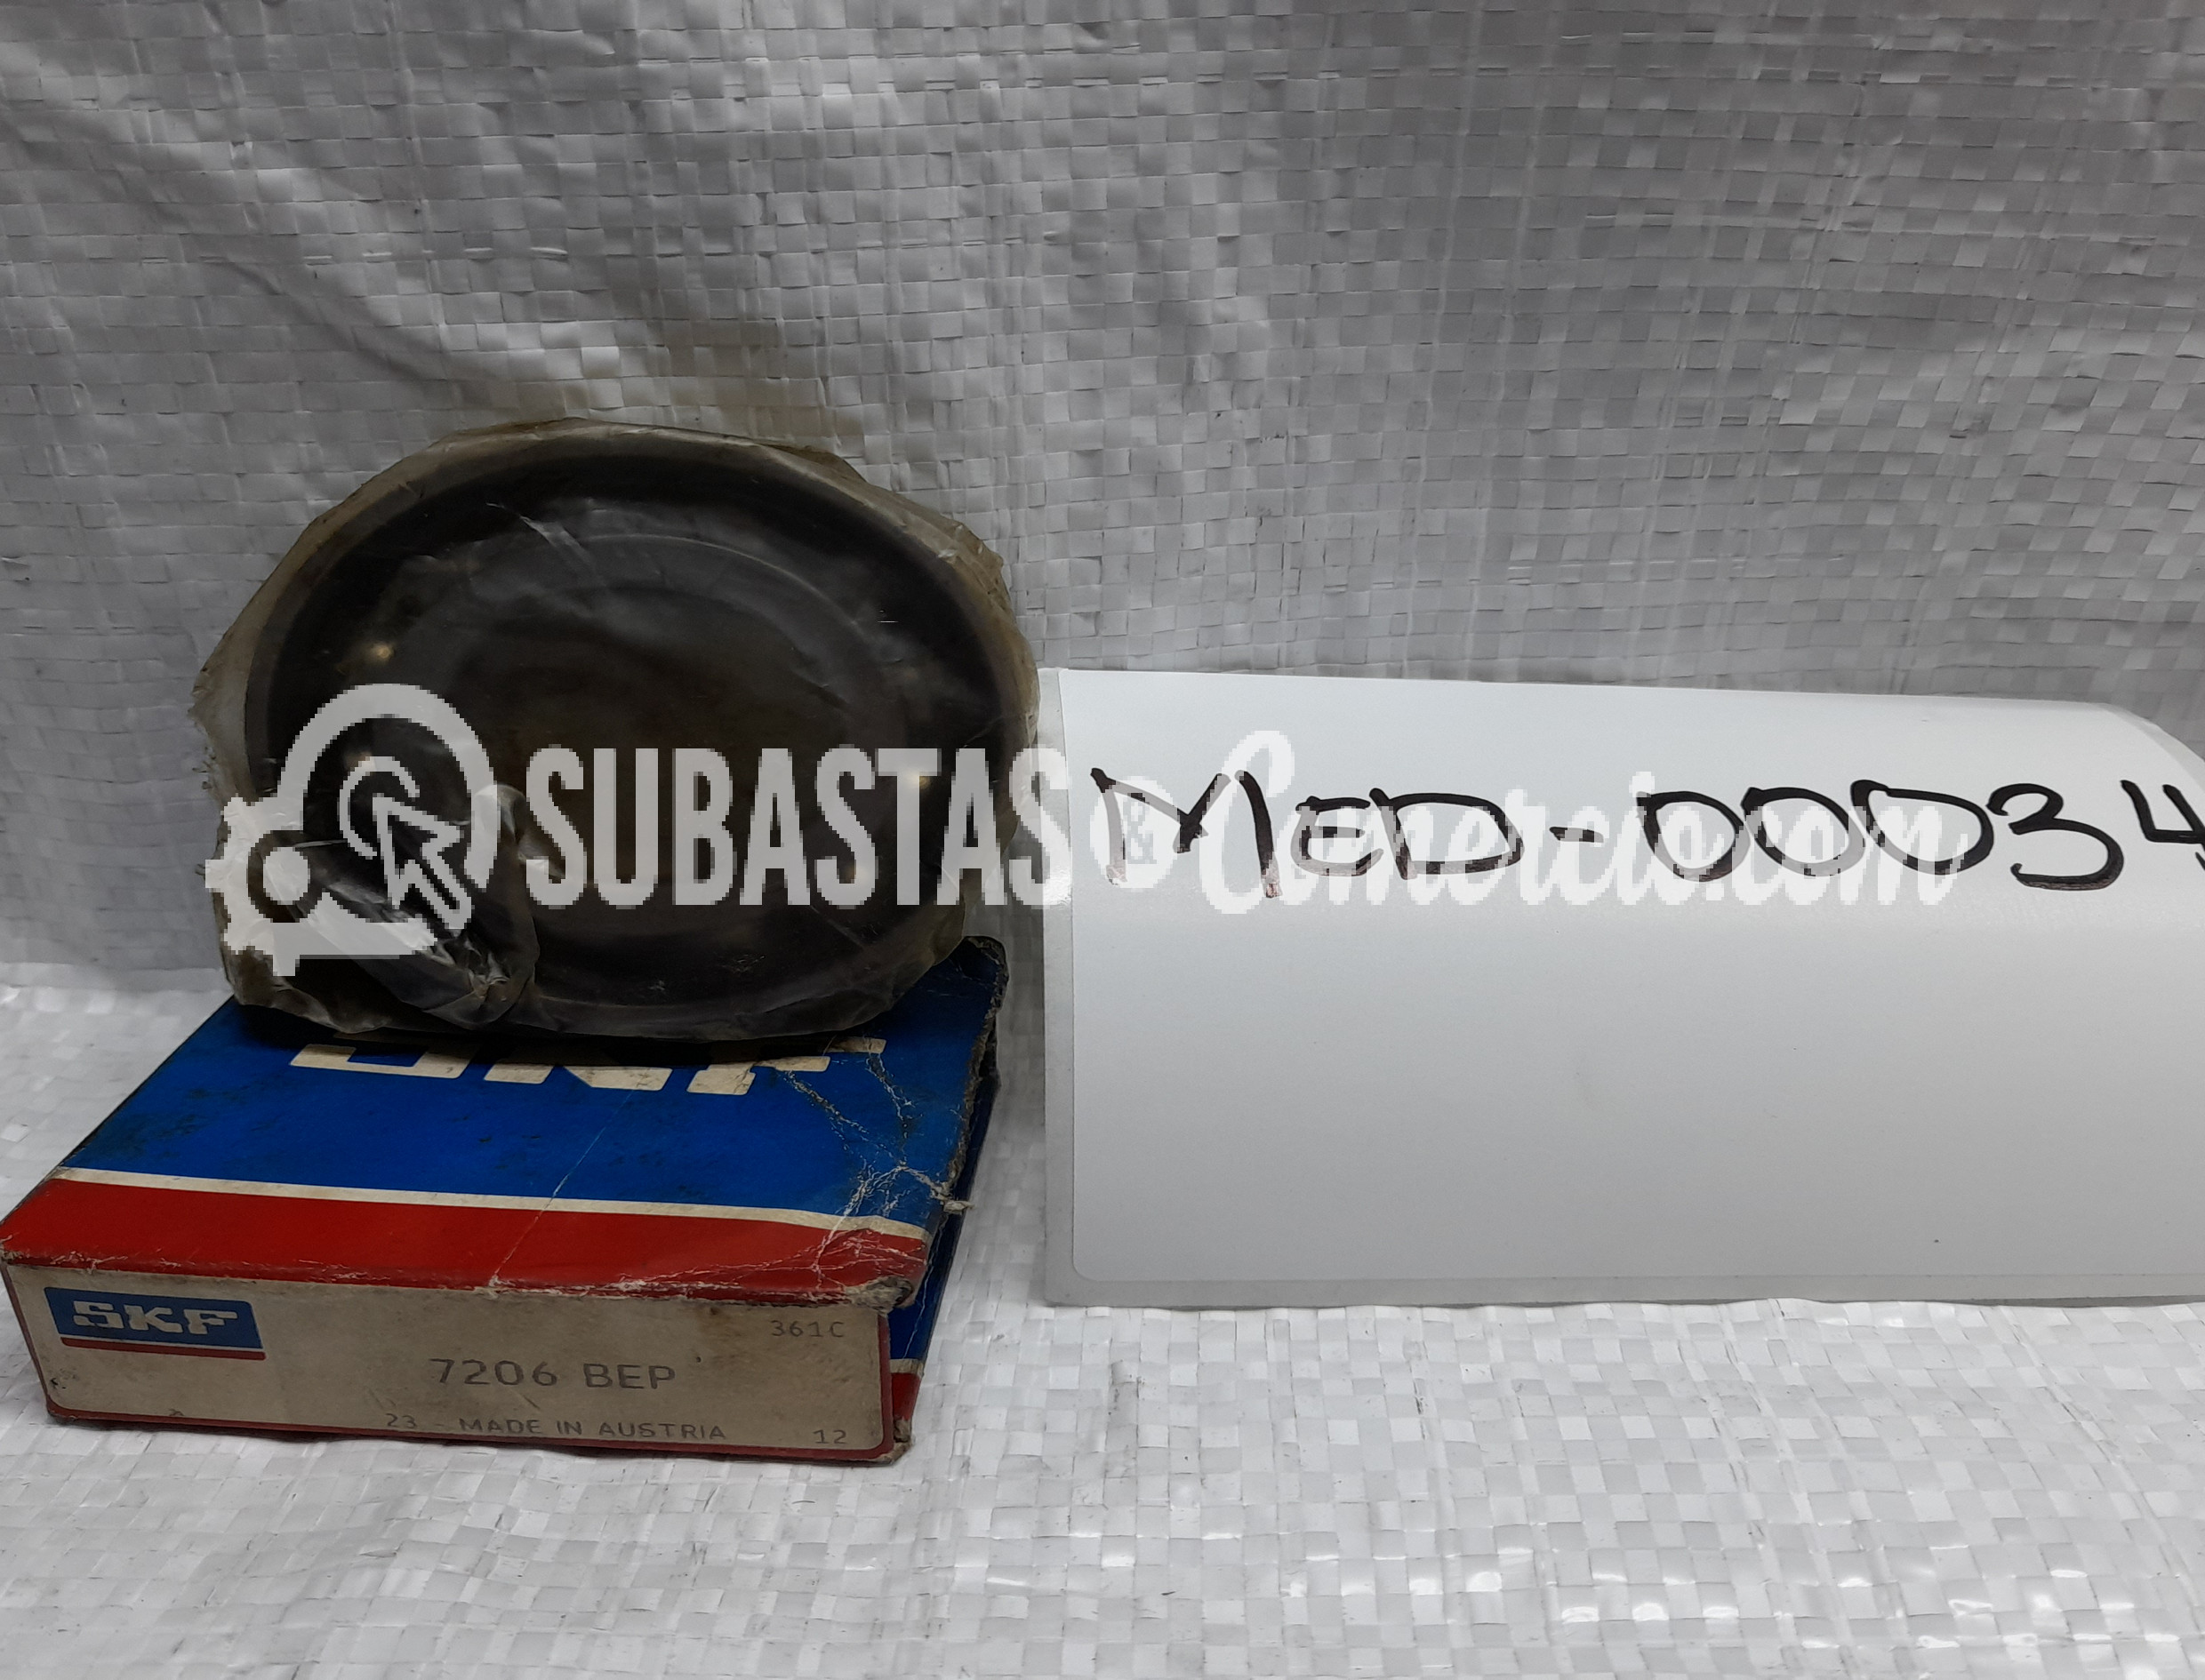 SUBASTAS & Comercio.com
MED-00034
SKF
SKF
361C
7206 BEP
23 - MADE IN AUSTRIA 12